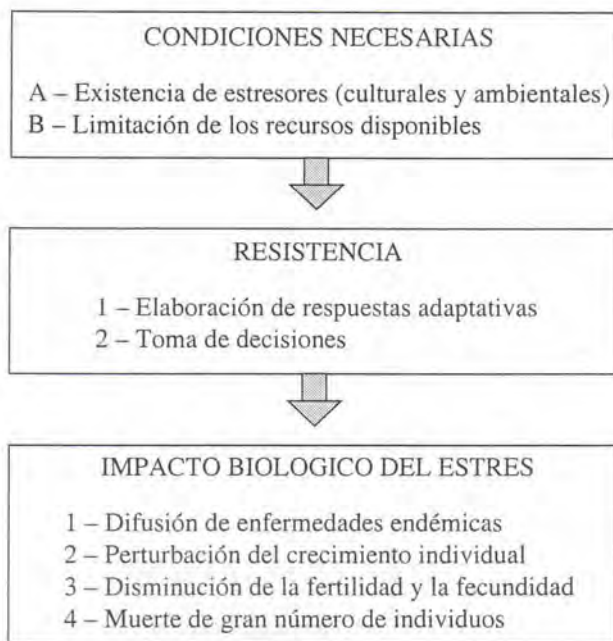 CONDICIONES NECESARIAS
A – Existencia de estresores (culturales y ambientales)
B – Limitación de los recursos disponibles
RESISTENCIA
1 – Elaboración de respuestas adaptativas
2 – Toma de decisiones
IMPACTO BIOLOGICO DEL ESTRES
1 – Difusión de enfermedades endémicas
2 – Perturbación del crecimiento individual
3 – Disminución de la fertilidad y la fecundidad
4 – Muerte de gran número de individuos